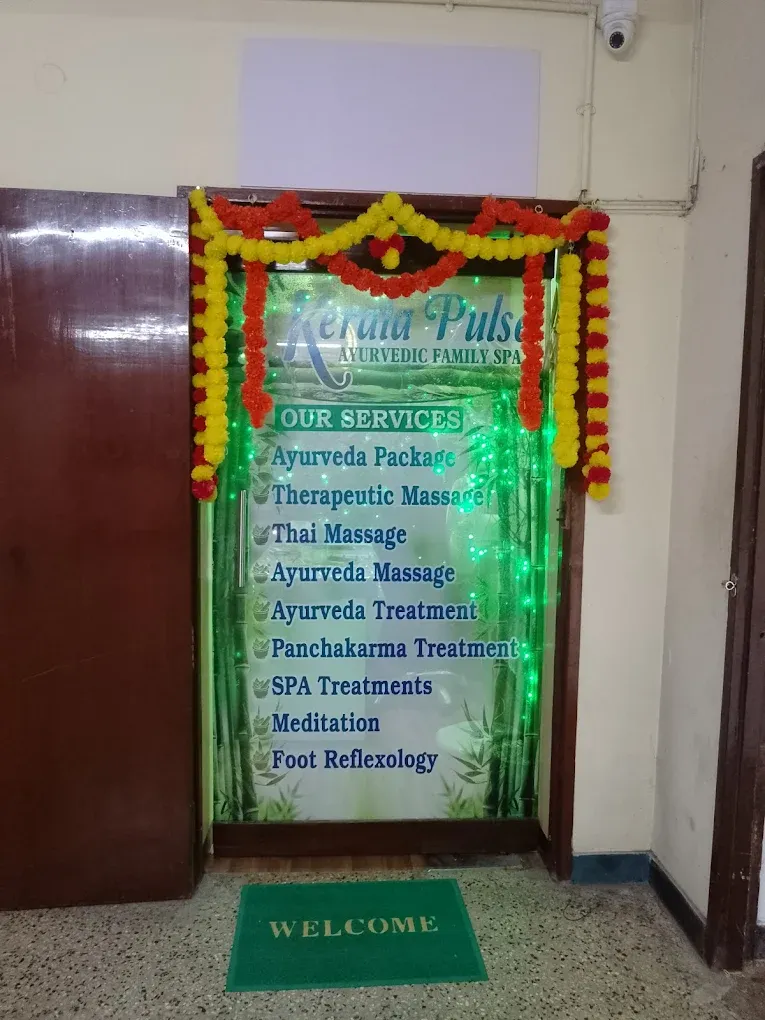 Kerala Pulse
AYURVEDIC FAMILY SPA
OUR SERVICES
Ayurveda Package
Therapeutic Massage
Thai Massage
Ayurveda Massage
Ayurveda Treatment
Panchakarma Treatment
SPA Treatments
Meditation
Foot Reflexology
WELCOME